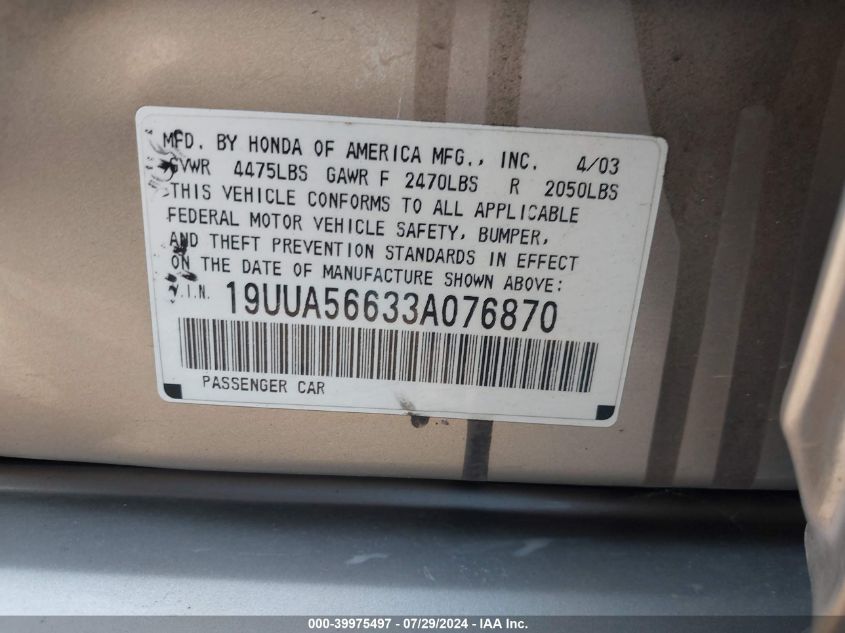 MFD. BY HONDA OF AMERICA MFG., INC. 4/03
GVWR 4475LBS GAWR F 2470LBS R 2050LBS
THIS VEHICLE CONFORMS TO ALL APPLICABLE
FEDERAL MOTOR VEHICLE SAFETY, BUMPER,
AND THEFT PREVENTION STANDARDS IN EFFECT
ON THE DATE OF MANUFACTURE SHOWN ABOVE:
V.I.N. 19UUA56633A076870
PASSENGER CAR
000-39975497 - 07/29/2024 - IAA Inc.